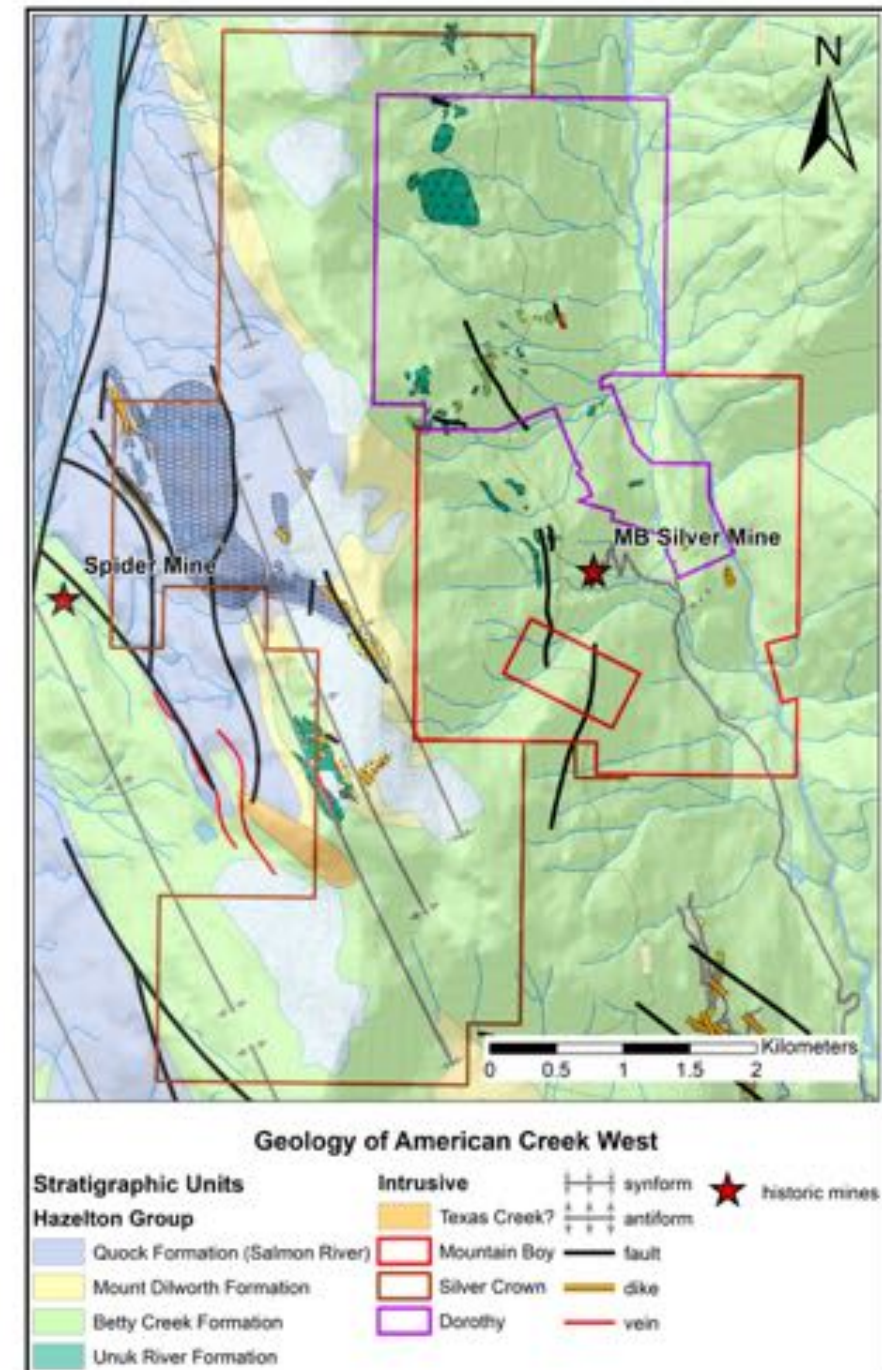 N
Spider Mine
MB Silver Mine
Kilometers
0 0.5 1 1.5 2
Geology of American Creek West
Stratigraphic Units
Hazelton Group
Quock Formation (Salmon River)
Mount Dilworth Formation
Betty Creek Formation
Unuk River Formation
Intrusive
Texas Creek?
Mountain Boy
Silver Crown
Dorothy
synform
antiform
fault
dike
vein
historic mines